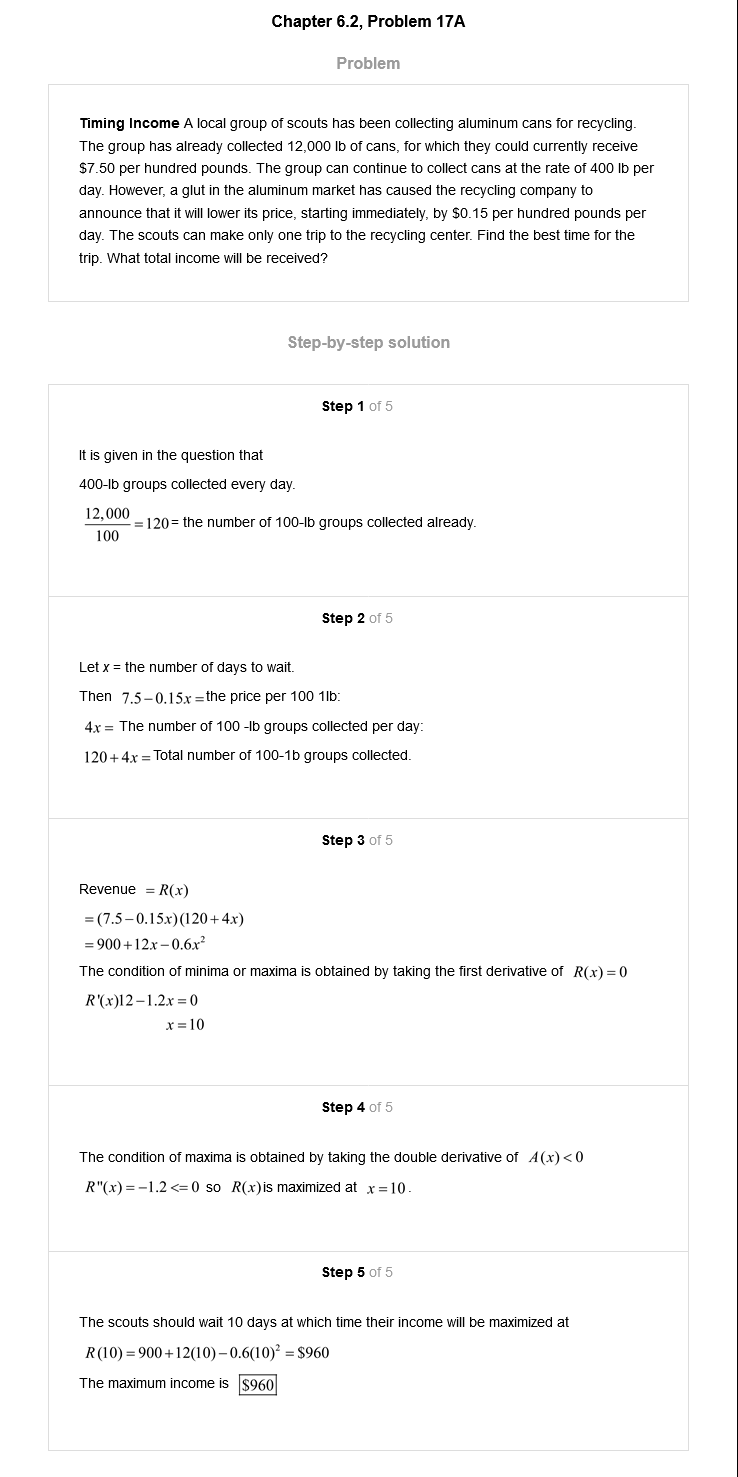 Chapter 6.2, Problem 17A
Problem
Timing Income A local group of scouts has been collecting aluminum cans for recycling.
The group has already collected 12,000 lb of cans, for which they could currently receive
$7.50 per hundred pounds. The group can continue to collect cans at the rate of 400 lb per
day. However, a glut in the aluminum market has caused the recycling company to
announce that it will lower its price, starting immediately, by $0.15 per hundred pounds per
day. The scouts can make only one trip to the recycling center. Find the best time for the
trip. What total income will be received?
Step-by-step solution
Step 1 of 5
It is given in the question that
400-lb groups collected every day.
12,000/100 = 120 = the number of 100-lb groups collected already.
Step 2 of 5
Let x = the number of days to wait.
Then 7.5 − 0.15x = the price per 100 1lb:
4x = The number of 100 -lb groups collected per day:
120 + 4x = Total number of 100-1b groups collected.
Step 3 of 5
Revenue = R(x)
= (7.5 − 0.15x)(120 + 4x)
= 900 + 12x − 0.6x²
The condition of minima or maxima is obtained by taking the first derivative of R(x) = 0
R'(x)12 − 1.2x = 0
x = 10
Step 4 of 5
The condition of maxima is obtained by taking the double derivative of A(x) < 0
R"(x) = −1.2 <= 0 so R(x) is maximized at x = 10.
Step 5 of 5
The scouts should wait 10 days at which time their income will be maximized at
R(10) = 900 + 12(10) − 0.6(10)² = $960
The maximum income is $960